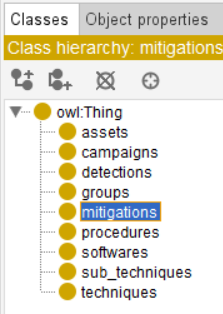 Classes Object properties
Class hierarchy: mitigations
owl:Thing
assets
campaigns
detections
groups
mitigations
procedures
softwares
sub_techniques
techniques